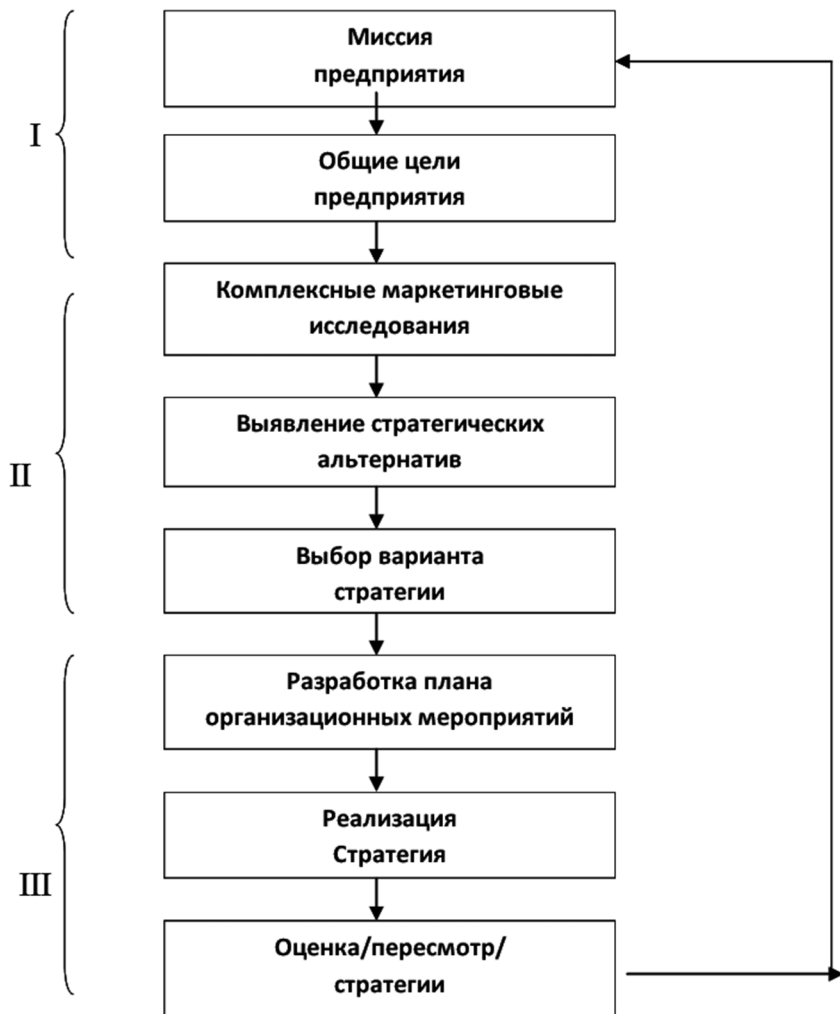 Миссия
предприятия
I
Общие цели
предприятия
Комплексные маркетинговые
исследования
Выявление стратегических
альтернатив
II
Выбор варианта
стратегии
Разработка плана
организационных мероприятий
Реализация
Стратегия
III
Оценка/пересмотр/
стратегии